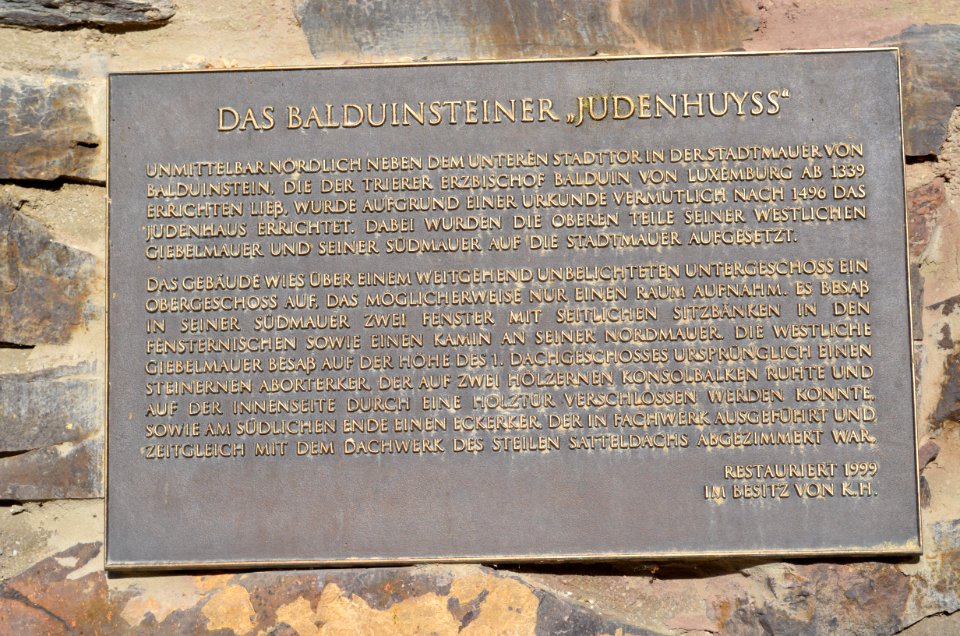 DAS BALDUINSTEINER „JUDENHUYSS“
UNMITTELBAR NÖRDLICH NEBEN DEM UNTEREN STADTTOR IN DER STADTMAUER VON
BALDUINSTEIN, DIE DER TRIERER ERZBISCHOF BALDUIN VON LUXEMBURG AB 1339
ERRICHTEN LIEß, WURDE AUFGRUND EINER URKUNDE VERMUTLICH NACH 1496 DAS
JUDENHAUS ERRICHTET. DABEI WURDEN DIE OBEREN TEILE SEINER WESTLICHEN
GIEBELMAUER UND SEINER SÜDMAUER AUF DIE STADTMAUER AUFGESETZT.
DAS GEBÄUDE WIES ÜBER EINEM WEITGEHEND UNBELICHTETEN UNTERGESCHOSS EIN
OBERGESCHOSS AUF, DAS MÖGLICHERWEISE NUR EINEN RAUM AUFNAHM. ES BESAß
IN SEINER SÜDMAUER ZWEI FENSTER MIT SEITLICHEN SITZBÄNKEN IN DEN
FENSTERNISCHEN SOWIE EINEN KAMIN AN SEINER NORDMAUER. DIE WESTLICHE
GIEBELMAUER BESAß AUF DER HÖHE DES 1. DACHGESCHOSSES URSPRÜNGLICH EINEN
STEINERNEN ABORTERKER, DER AUF ZWEI HÖLZERNEN KONSOLBALKEN RUHTE UND
AUF DER INNENSEITE DURCH EINE HOLZTÜR VERSCHLOSSEN WERDEN KONNTE,
SOWIE AM SÜDLICHEN ENDE EINEN ECKERKER, DER IN FACHWERK AUSGEFÜHRT UND
ZEITGLEICH MIT DEM DACHWERK DES STEILEN SATTELDACHS ABGEZIMMERT WAR.
RESTAURIERT 1999
IM BESITZ VON K.H.